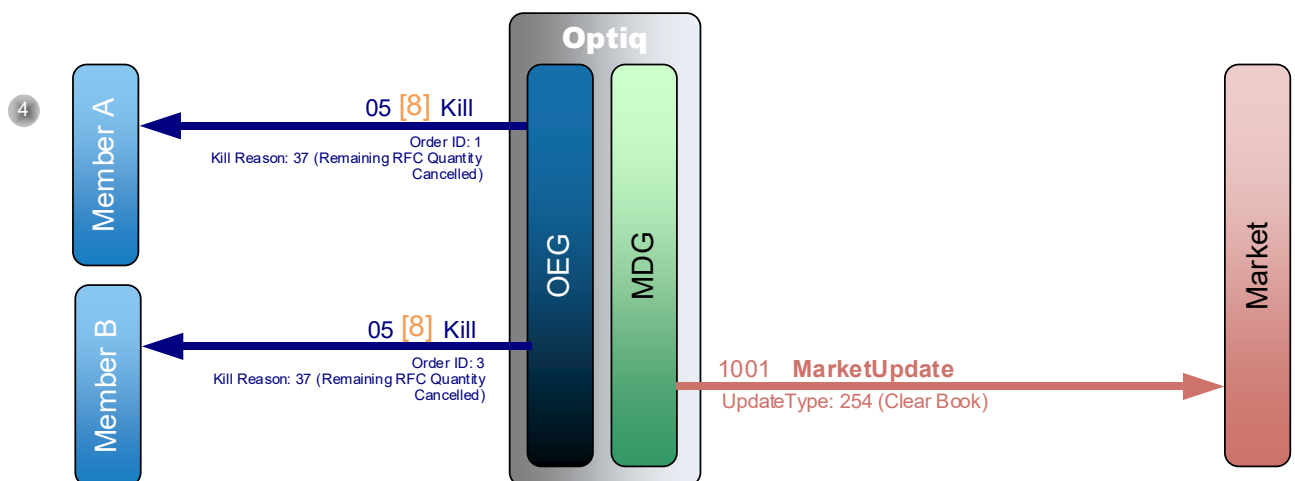 Optiq
4
Member A
05 [8] Kill
Order ID: 1
Kill Reason: 37 (Remaining RFC Quantity
Cancelled)
OEG
MDG
Market
Member B
05 [8] Kill
Order ID: 3
Kill Reason: 37 (Remaining RFC Quantity
Cancelled)
1001 MarketUpdate
UpdateType: 254 (Clear Book)